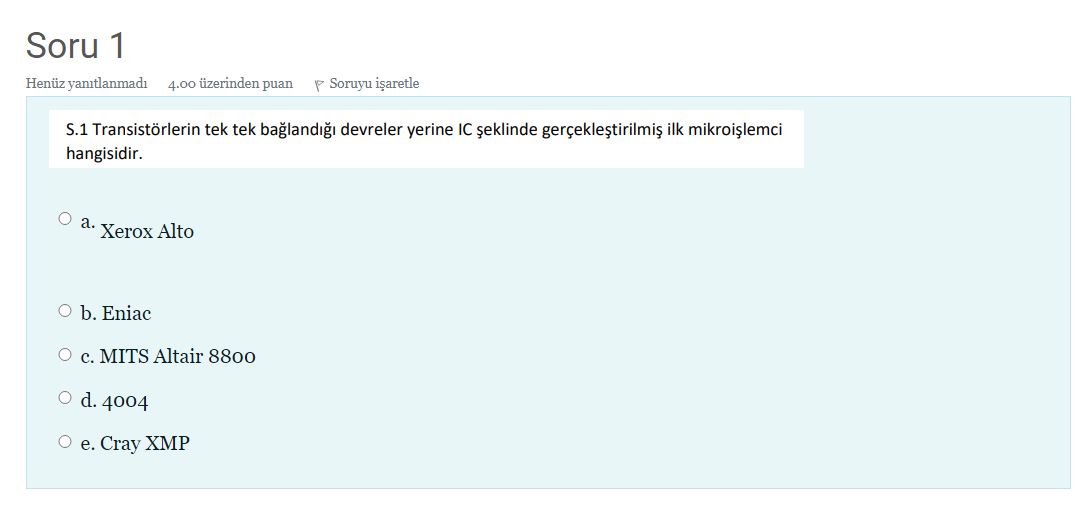 Soru 1
Henüz yanıtlanmadı 4.00 üzerinden puan Soruyu işaretle
S.1 Transistörlerin tek tek bağlandığı devreler yerine IC şeklinde gerçekleştirilmiş ilk mikroişlemci
hangisidir.
a. Xerox Alto
b. Eniac
c. MITS Altair 8800
d. 4004
e. Cray XMP